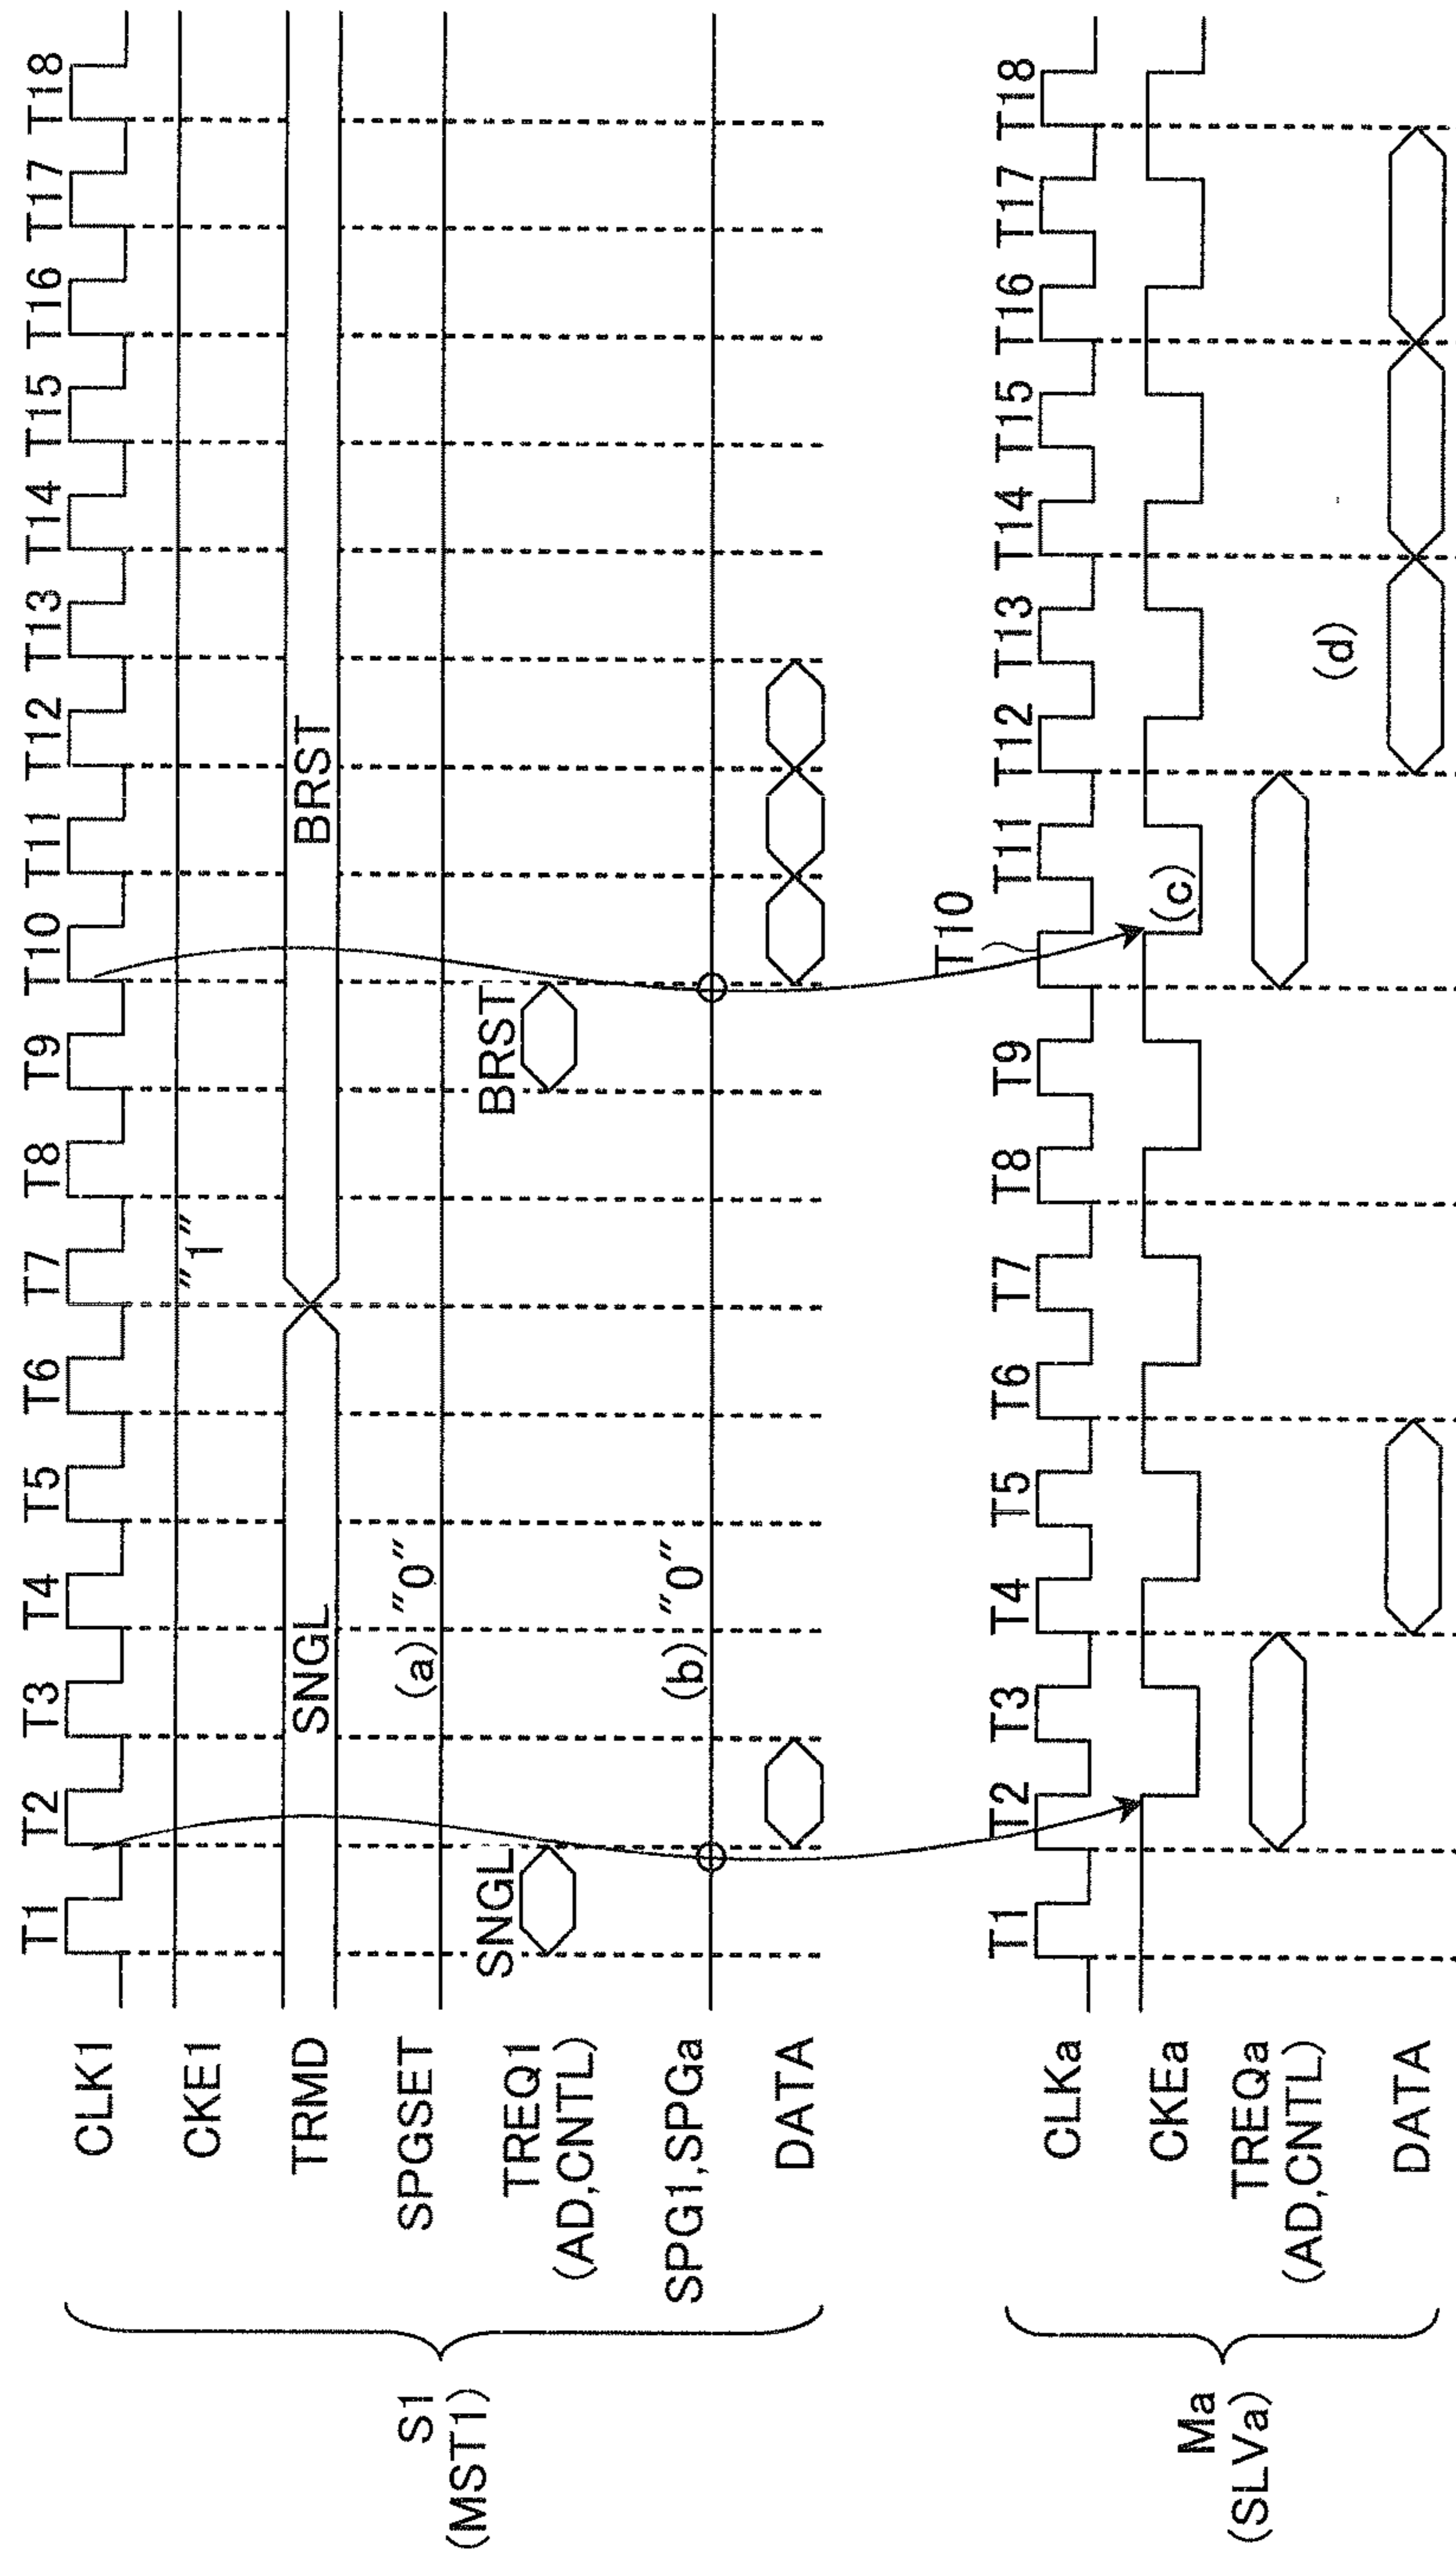 T1 T2 T3 T4 T5 T6 T7 T8 T9 T10 T11 T12 T13 T14 T15 T16 T17 T18
CLK1
CKE1
"1"
TRMD
SNGL
BRST
SPGSET
(a) "0"
TREQ1
(AD,CNTL)
SNGL
BRST
SPG1,SPGa
(b) "0"
DATA
S1
(MST1)
T10
T1 T2 T3 T4 T5 T6 T7 T8 T9 T11 T12 T13 T14 T15 T16 T17 T18
CLKa
CKEa
(c)
TREQa
(AD,CNTL)
(d)
DATA
Ma
(SLVa)